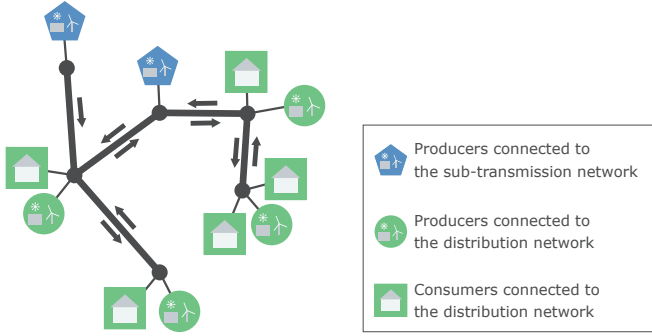 Producers connected to
the sub-transmission network
Producers connected to
the distribution network
Consumers connected to
the distribution network